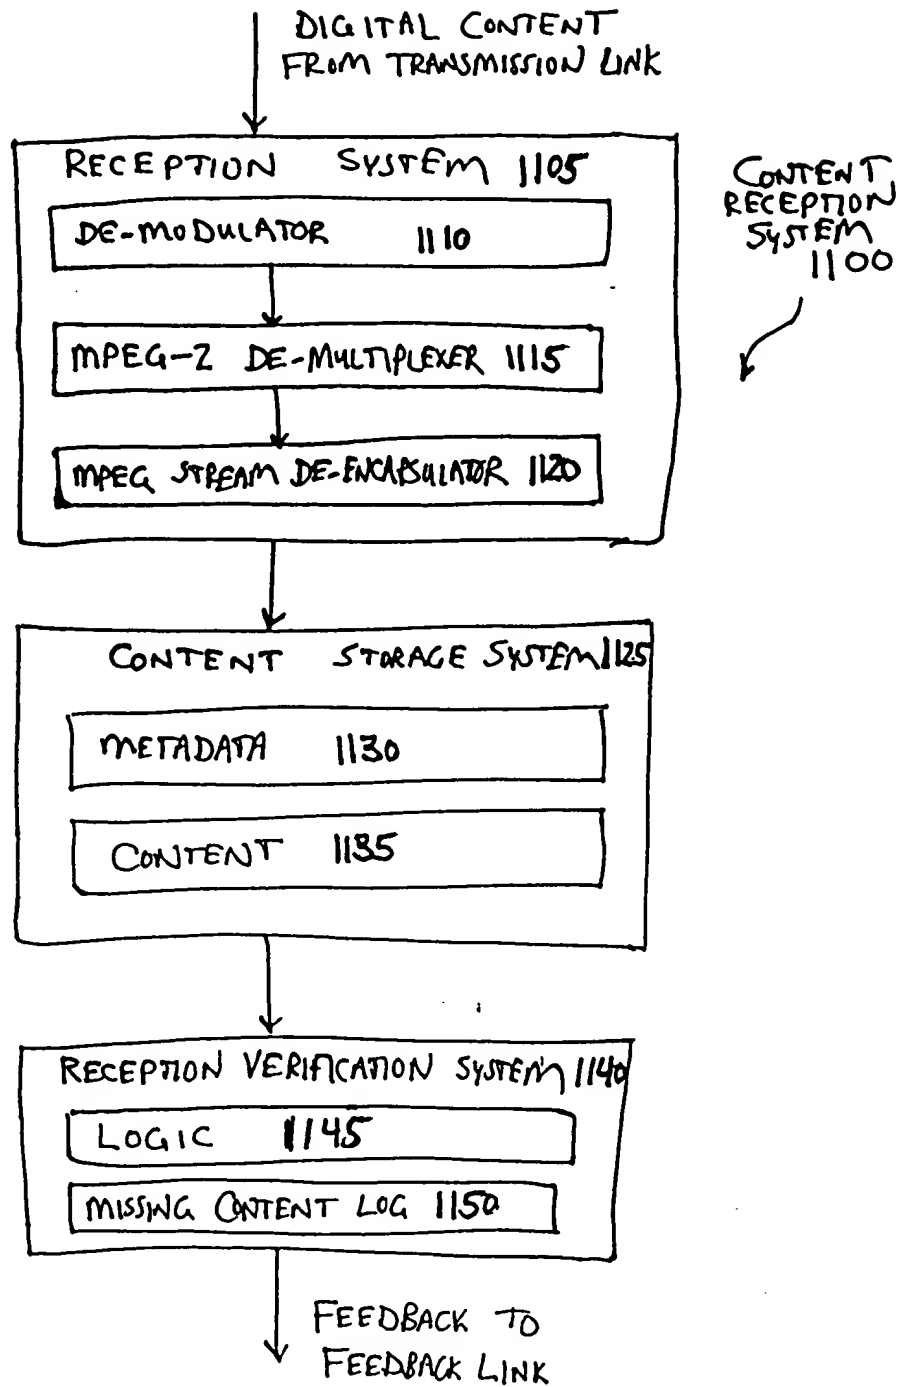 DIGITAL CONTENT
FROM TRANSMISSION LINK
RECEPTION SYSTEM 1105
DE-MODULATOR 1110
MPEG-2 DE-MULTIPLEXER 1115
MPEG STREAM DE-ENCAPSULATOR 1120
CONTENT
RECEPTION
SYSTEM
1100
CONTENT STORAGE SYSTEM 1125
METADATA 1130
CONTENT 1135
RECEPTION VERIFICATION SYSTEM 1140
LOGIC 1145
MISSING CONTENT LOG 1150
FEEDBACK TO
FEEDBACK LINK